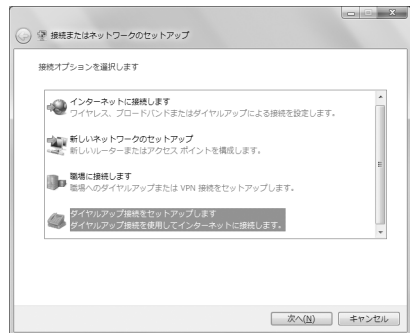 接続またはネットワークのセットアップ
接続オプションを選択します
インターネットに接続します
ワイヤレス、ブロードバンドまたはダイヤルアップによる接続を設定します。
新しいネットワークのセットアップ
新しいルーターまたはアクセス ポイントを構成します。
職場に接続します
職場へのダイヤルアップまたは VPN 接続をセットアップします。
ダイヤルアップ接続をセットアップします
ダイヤルアップ接続を使用してインターネットに接続します。
次へ(N)
キャンセル